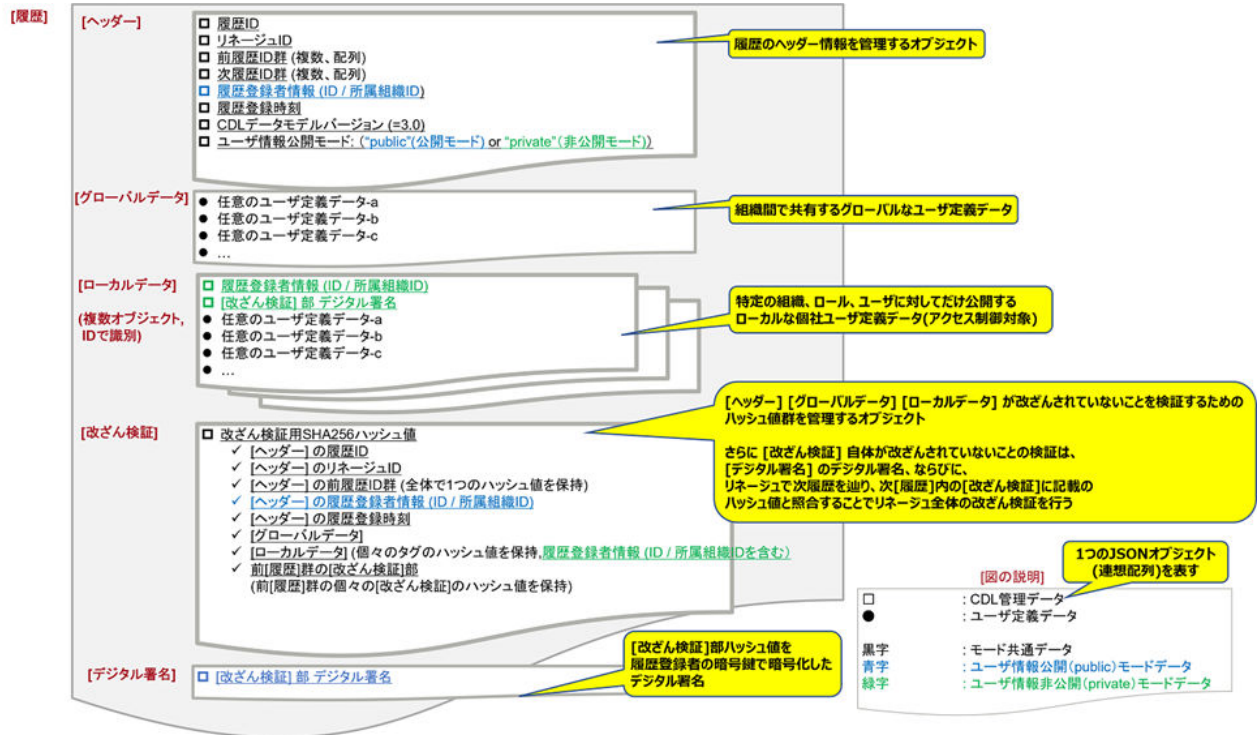 [履歴]
[ヘッダー]
□ 履歴ID
□ リネージュID
□ 前履歴ID群 (複数、配列)
□ 次履歴ID群 (複数、配列)
□ 履歴登録者情報 (ID / 所属組織ID)
□ 履歴登録時刻
□ CDLデータモデルバージョン (=3.0)
□ ユーザ情報公開モード: (“public”(公開モード) or “private”(非公開モード))
履歴のヘッダー情報を管理するオブジェクト
[グローバルデータ]
● 任意のユーザ定義データ-a
● 任意のユーザ定義データ-b
● 任意のユーザ定義データ-c
● …
組織間で共有するグローバルなユーザ定義データ
[ローカルデータ]
(複数オブジェクト,
IDで識別)
□ 履歴登録者情報 (ID / 所属組織ID)
□ [改ざん検証] 部 デジタル署名
● 任意のユーザ定義データ-a
● 任意のユーザ定義データ-b
● 任意のユーザ定義データ-c
● …
特定の組織、ロール、ユーザに対してだけ公開する
ローカルな個社ユーザ定義データ(アクセス制御対象)
[改ざん検証]
□ 改ざん検証用SHA256ハッシュ値
✓ [ヘッダー] の履歴ID
✓ [ヘッダー] のリネージュID
✓ [ヘッダー] の前履歴ID群 (全体で1つのハッシュ値を保持)
✓ [ヘッダー] の履歴登録者情報 (ID / 所属組織ID)
✓ [ヘッダー] の履歴登録時刻
✓ [グローバルデータ]
✓ [ローカルデータ] (個々のタグのハッシュ値を保持,履歴登録者情報 (ID / 所属組織IDを含む)
✓ 前[履歴]群の[改ざん検証]部
(前[履歴]群の個々の[改ざん検証]のハッシュ値を保持)
[ヘッダー] [グローバルデータ] [ローカルデータ] が改ざんされていないことを検証するための
ハッシュ値群を管理するオブジェクト
さらに [改ざん検証] 自体が改ざんされていないことの検証は、
[デジタル署名] のデジタル署名、ならびに、
リネージュで次履歴を辿り、次[履歴]内の[改ざん検証]に記載の
ハッシュ値と照合することでリネージュ全体の改ざん検証を行う
[デジタル署名]
□ [改ざん検証] 部 デジタル署名
[改ざん検証]部ハッシュ値を
履歴登録者の暗号鍵で暗号化した
デジタル署名
[図の説明]
1つのJSONオブジェクト
(連想配列)を表す
□ : CDL管理データ
● : ユーザ定義データ
黒字 : モード共通データ
青字 : ユーザ情報公開(public)モードデータ
緑字 : ユーザ情報非公開(private)モードデータ